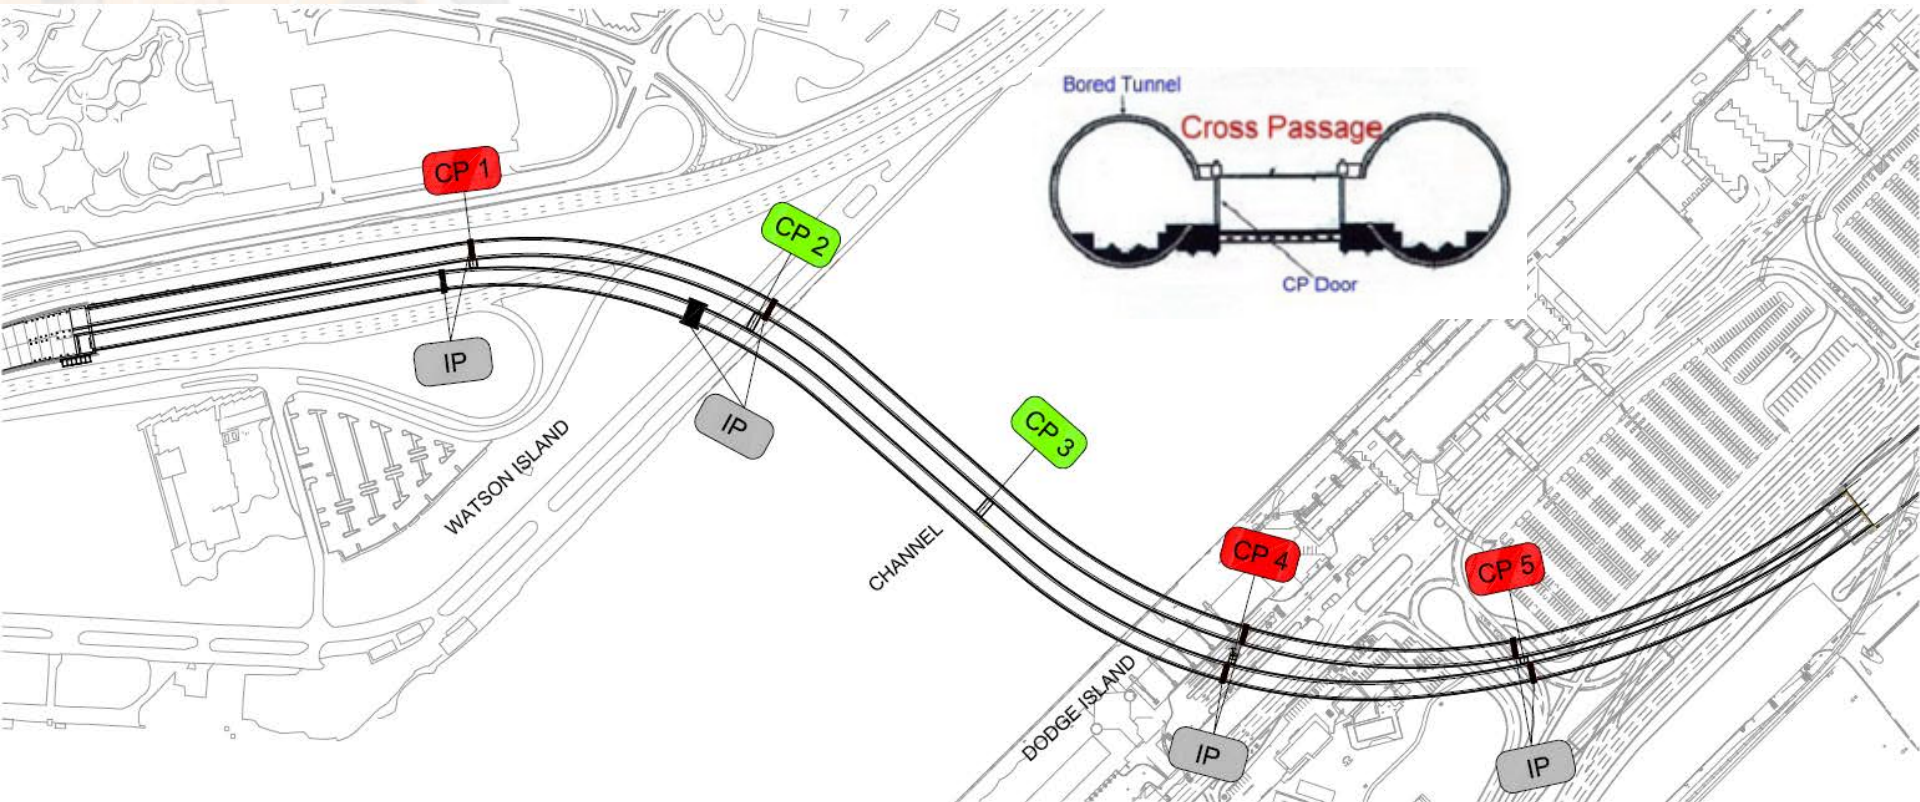 Bored Tunnel
Cross Passage
CP Door
CP 1
CP 2
IP
IP
CP 3
WATSON ISLAND
CHANNEL
CP 4
CP 5
DODGE ISLAND
IP
IP